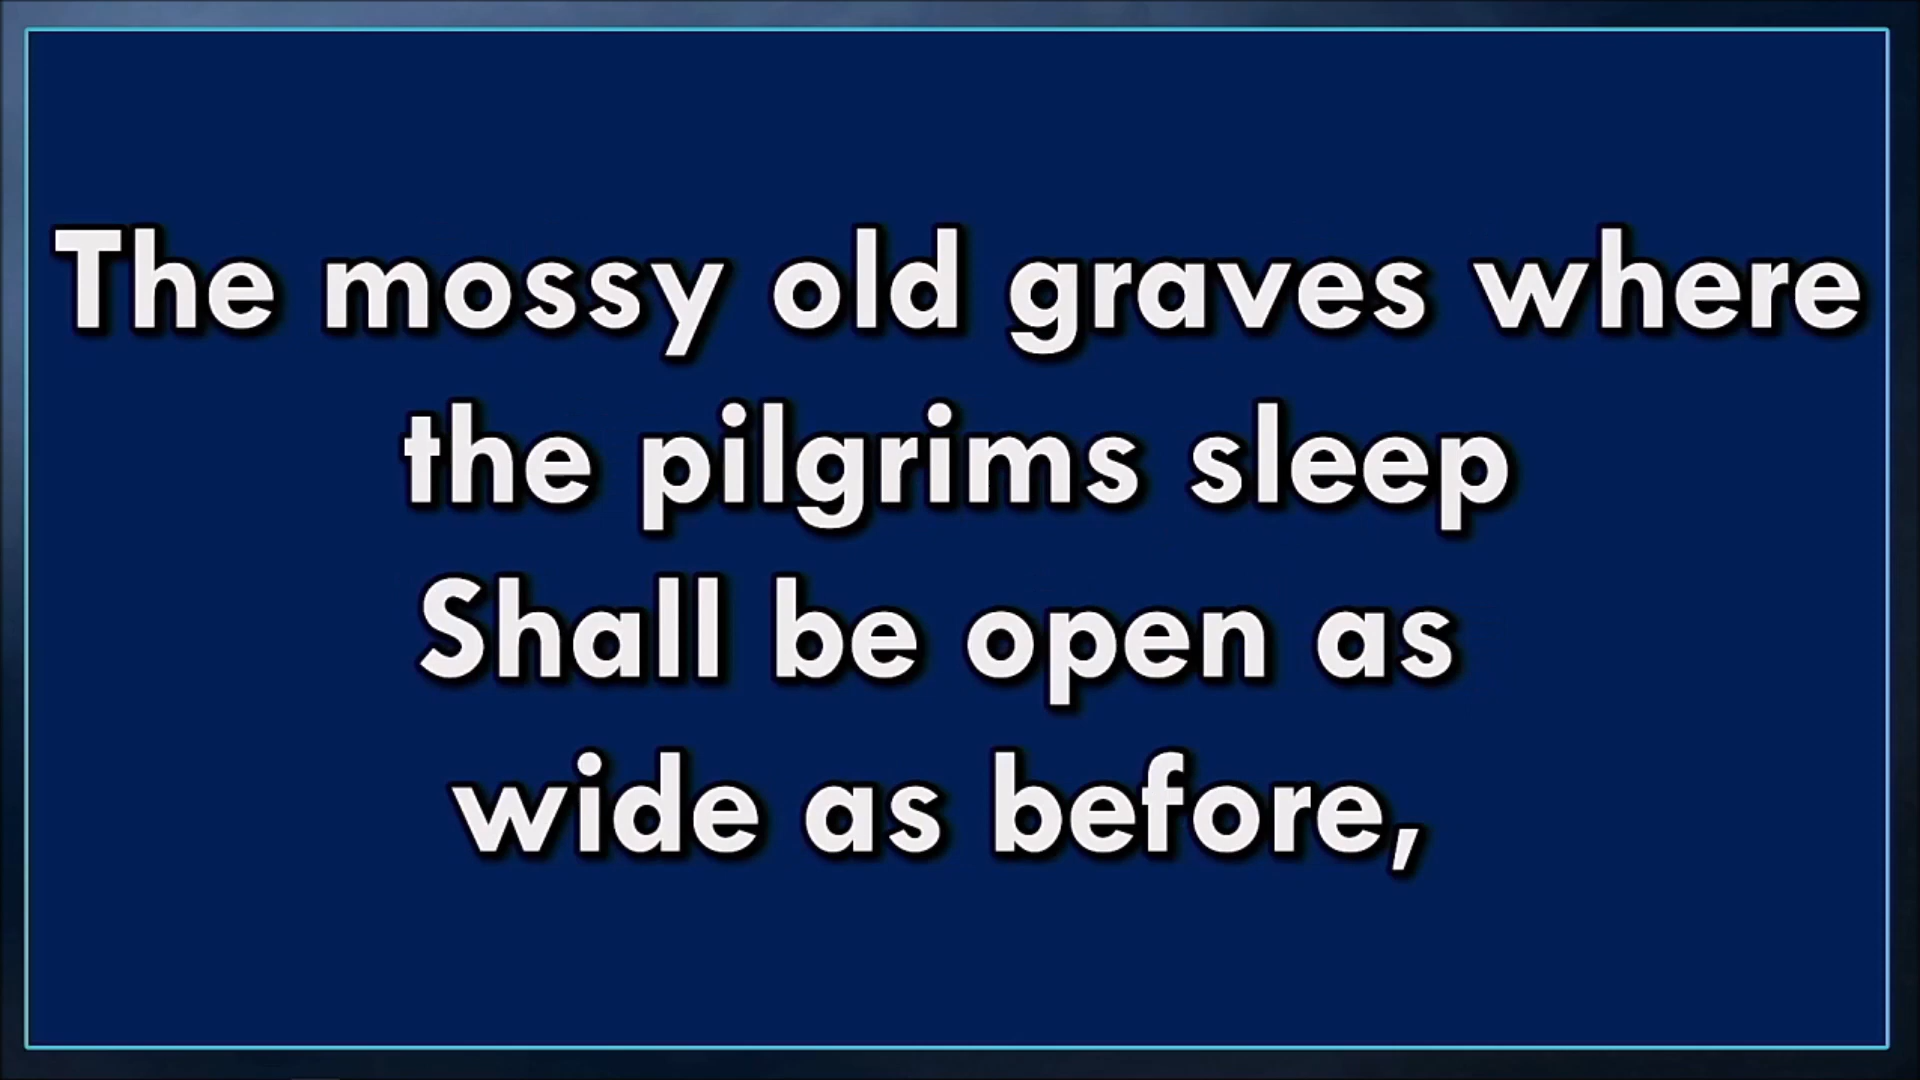 The mossy old graves where
the pilgrims sleep
Shall be open as
wide as before,